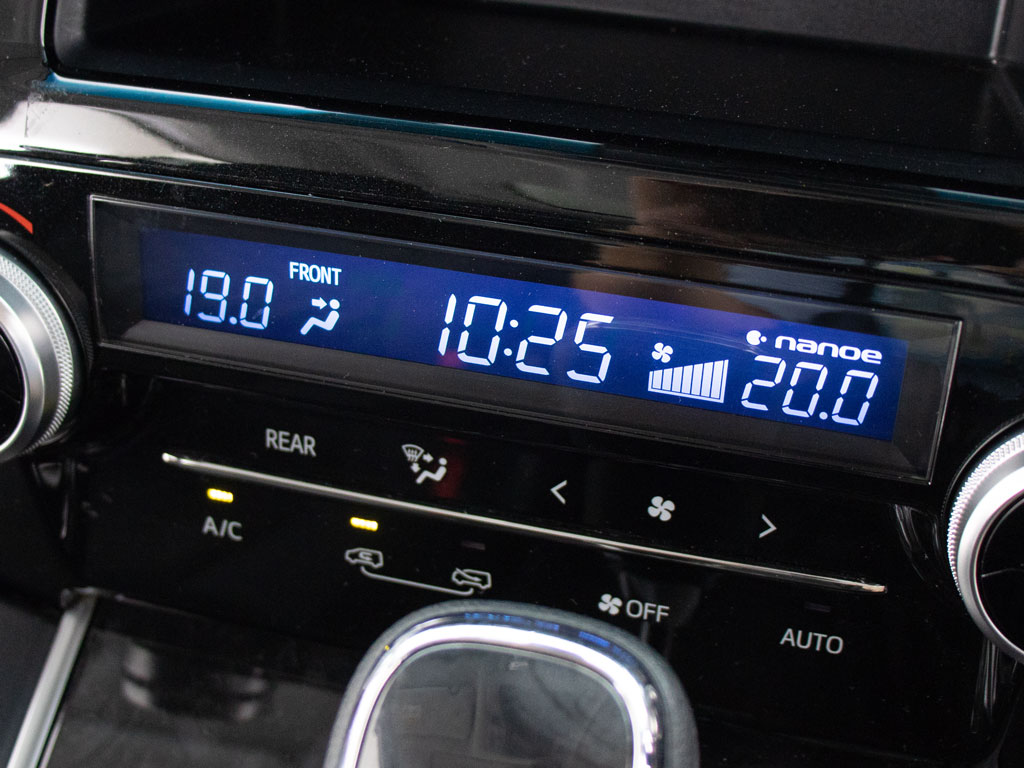 FRONT
19.0
10:25
nanoe
20.0
REAR
A/C
OFF
AUTO